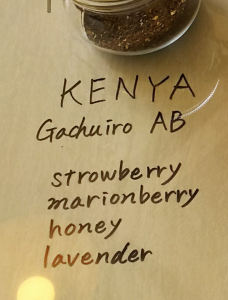 KENYA
Gachuiro AB
strowberry
marionberry
honey
lavender